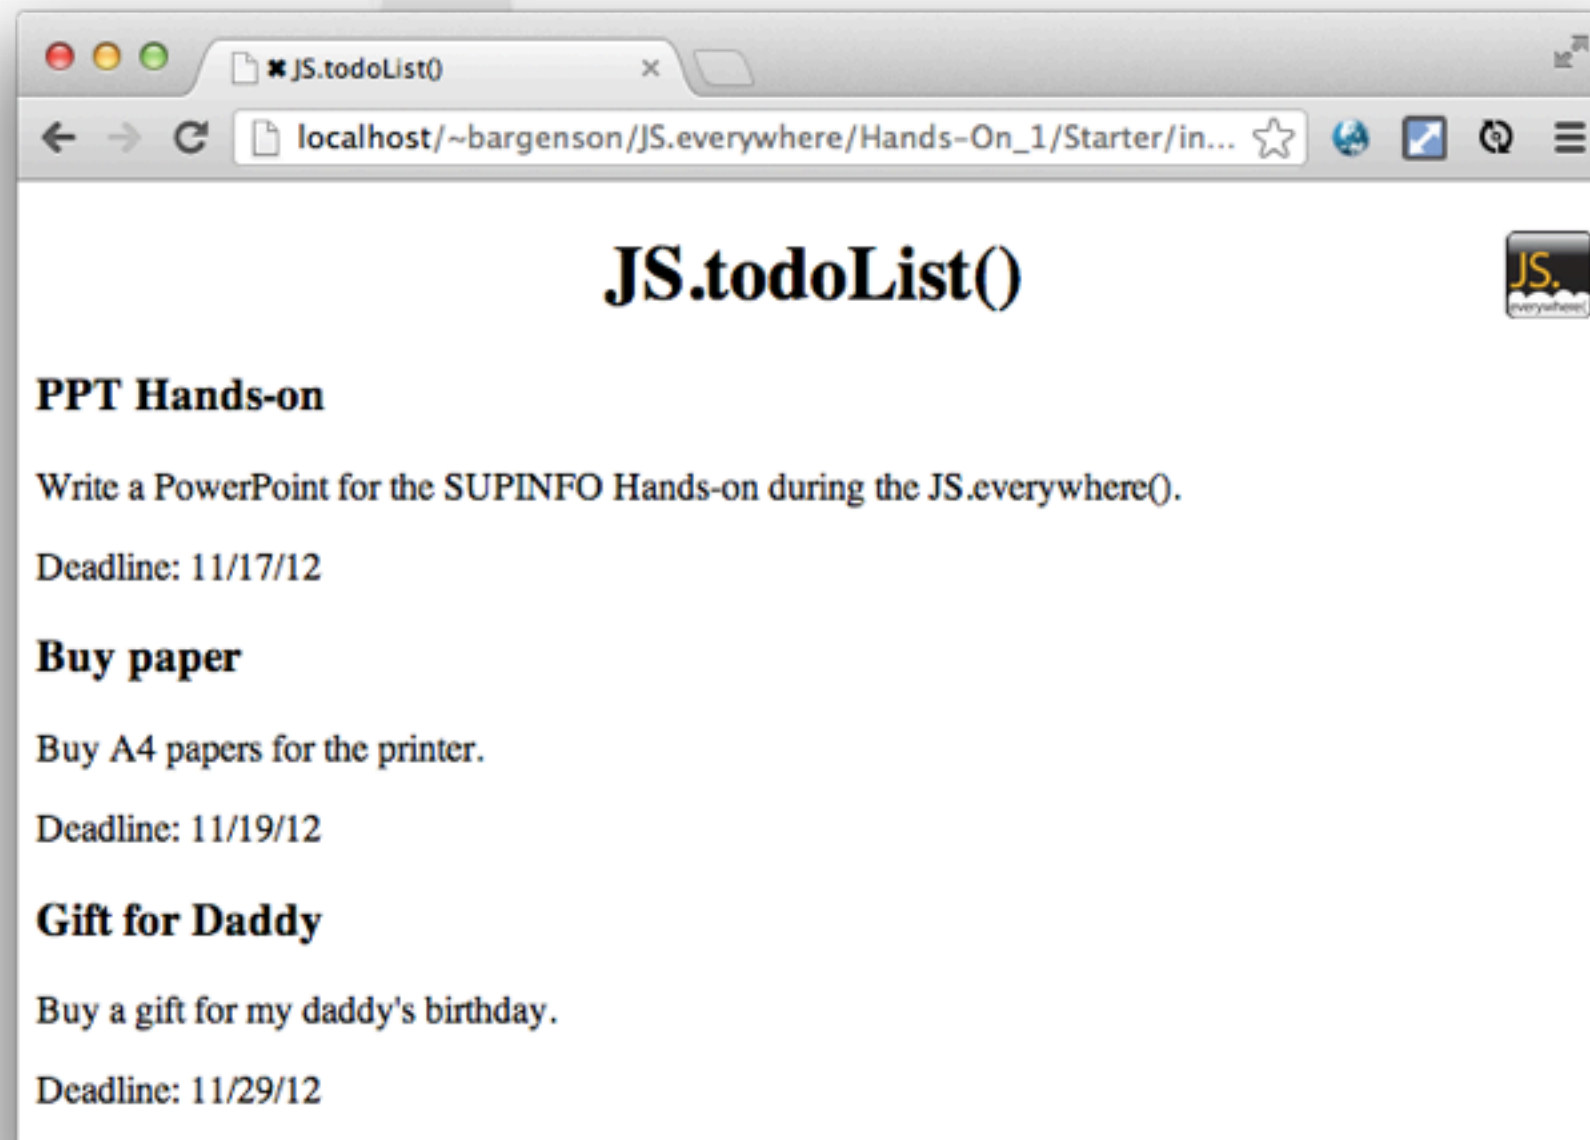 ✖ JS.todoList()
localhost/~bargenson/JS.everywhere/Hands-On_1/Starter/in...
JS.todoList()
JS.
everywhere(
PPT Hands-on
Write a PowerPoint for the SUPINFO Hands-on during the JS.everywhere().
Deadline: 11/17/12
Buy paper
Buy A4 papers for the printer.
Deadline: 11/19/12
Gift for Daddy
Buy a gift for my daddy's birthday.
Deadline: 11/29/12